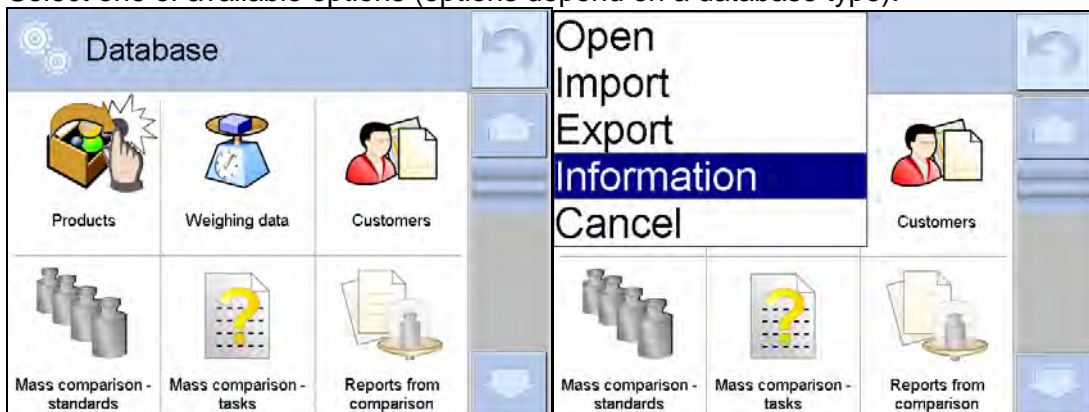 Select one of available options (options depend on a database type):
Database
Products
Weighing data
Customers
Mass comparison -
standards
Mass comparison -
tasks
Reports from
comparison
Open
Import
Export
Information
Cancel
Customers
Mass comparison -
standards
Mass comparison -
tasks
Reports from
comparison